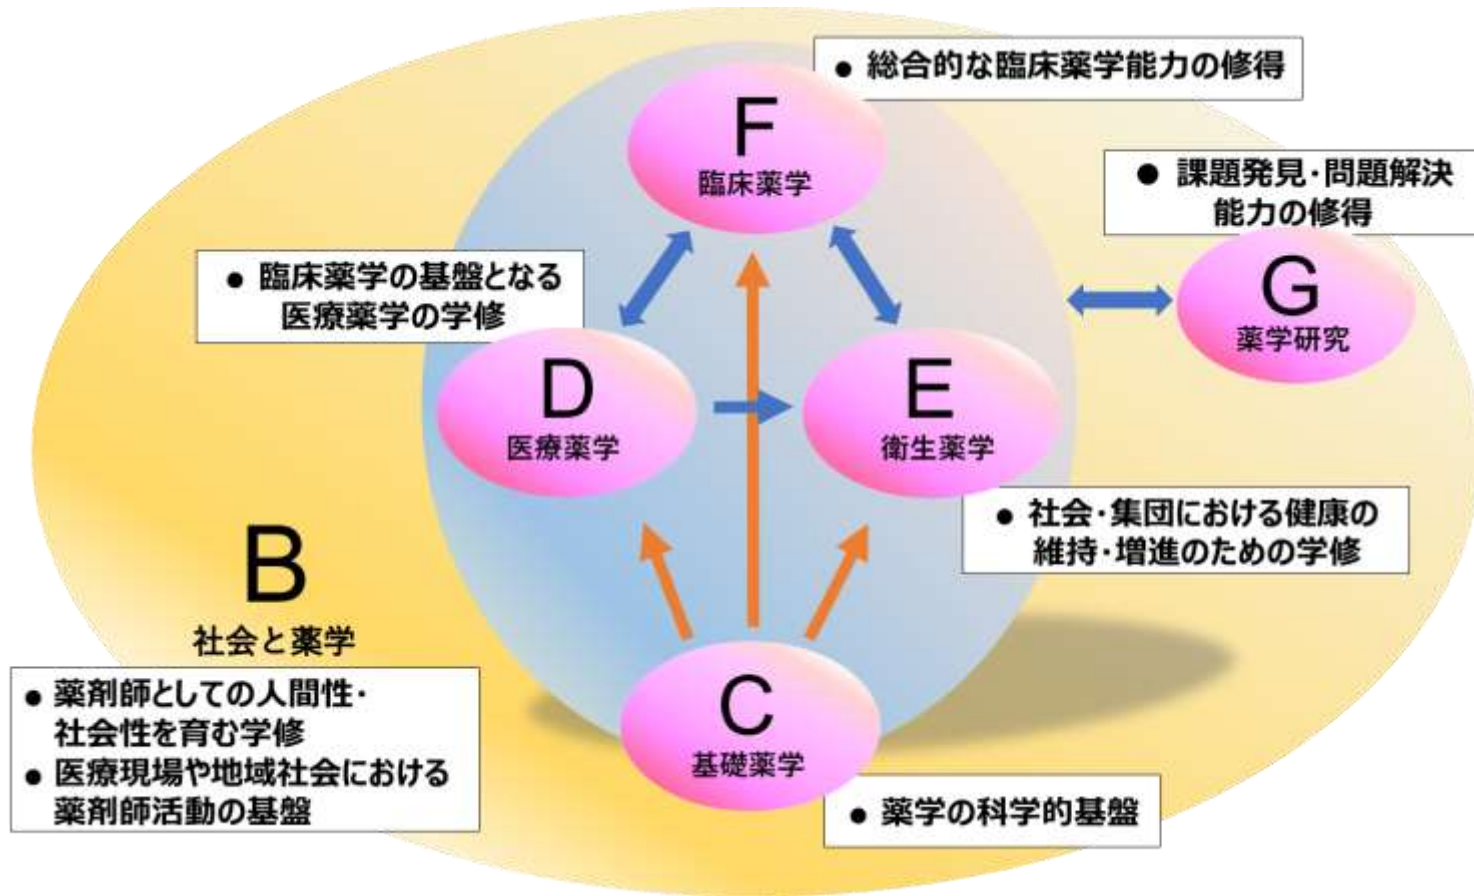 ● 総合的な臨床薬学能力の修得
F
臨床薬学
● 課題発見・問題解決
能力の修得
G
薬学研究
● 臨床薬学の基盤となる
医療薬学の学修
D
医療薬学
E
衛生薬学
● 社会・集団における健康の
維持・増進のための学修
B
社会と薬学
● 薬剤師としての人間性・
社会性を育む学修
● 医療現場や地域社会における
薬剤師活動の基盤
C
基礎薬学
● 薬学の科学的基盤